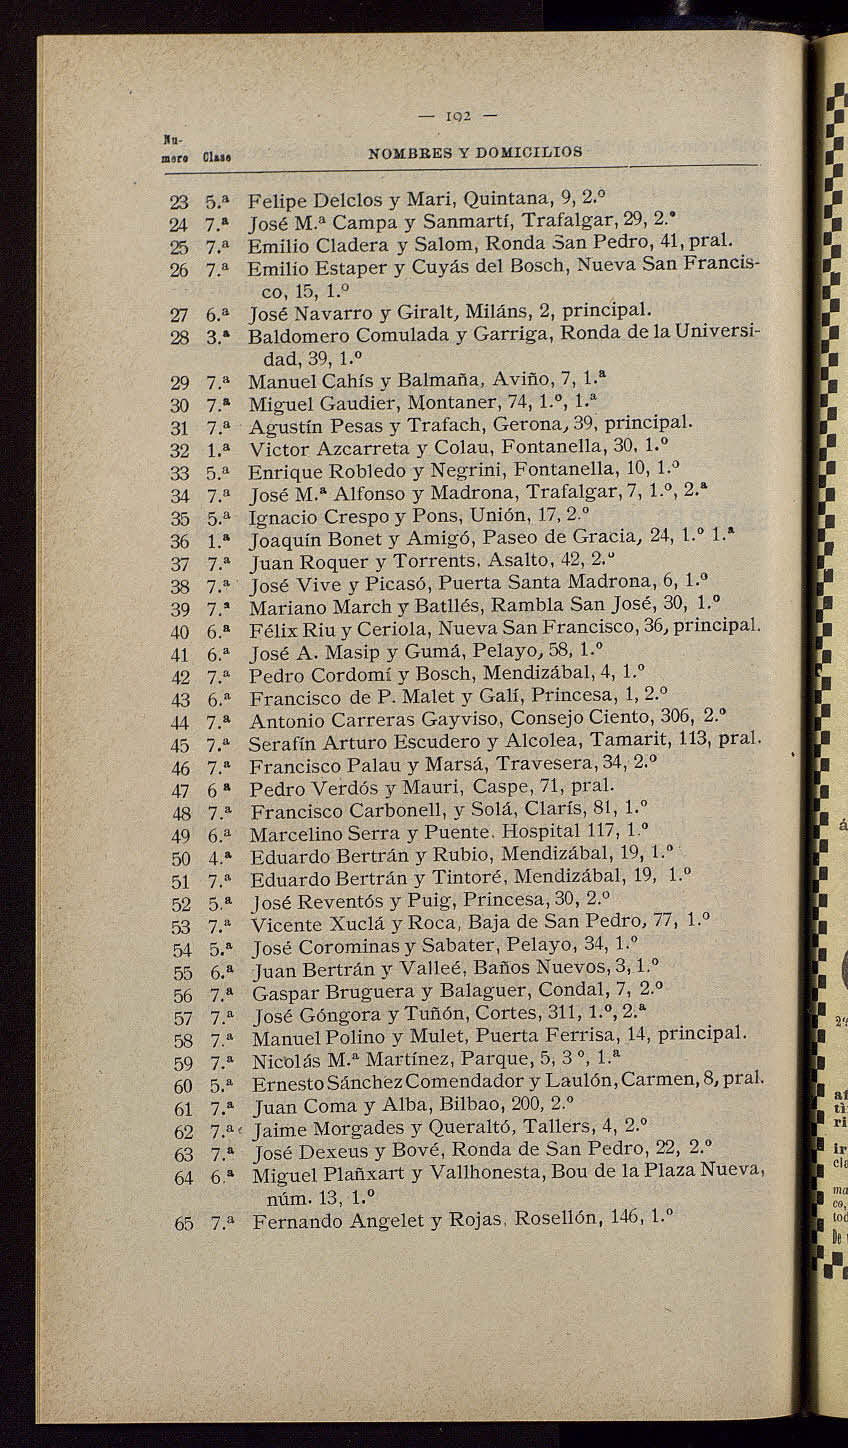 — 192 —
Nu-
mero Clase NOMBRES Y DOMICILIOS
23 5.ª Felipe Delclos y Mari, Quintana, 9, 2.º
24 7.ª José M.ª Campa y Sanmartí, Trafalgar, 29, 2.º
25 7.ª Emilio Cladera y Salom, Ronda San Pedro, 41, pral.
26 7.ª Emilio Estaper y Cuyás del Bosch, Nueva San Francis-
co, 15, 1.º
27 6.ª José Navarro y Giralt, Miláns, 2, principal.
28 3.ª Baldomero Comulada y Garriga, Ronda de la Universi-
dad, 39, 1.º
29 7.ª Manuel Cahís y Balmaña, Aviño, 7, 1.ª
30 7.ª Miguel Gaudier, Montaner, 74, 1.º, 1.ª
31 7.ª Agustín Pesas y Trafach, Gerona, 39, principal.
32 1.ª Victor Azcarreta y Colau, Fontanella, 30, 1.º
33 5.ª Enrique Robledo y Negrini, Fontanella, 10, 1.º
34 7.ª José M.ª Alfonso y Madrona, Trafalgar, 7, 1.º, 2.ª
35 5.ª Ignacio Crespo y Pons, Unión, 17, 2.º
36 1.ª Joaquín Bonet y Amigó, Paseo de Gracia, 24, 1.º 1.ª
37 7.ª Juan Roquer y Torrents, Asalto, 42, 2.º
38 7.ª José Vive y Picasó, Puerta Santa Madrona, 6, 1.º
39 7.ª Mariano March y Batllés, Rambla San José, 30, 1.º
40 6.ª Félix Riu y Ceriola, Nueva San Francisco, 36, principal.
41 6.ª José A. Masip y Gumá, Pelayo, 58, 1.º
42 7.ª Pedro Cordomí y Bosch, Mendizábal, 4, 1.º
43 6.ª Francisco de P. Malet y Galí, Princesa, 1, 2.º
44 7.ª Antonio Carreras Gayviso, Consejo Ciento, 306, 2.º
45 7.ª Serafín Arturo Escudero y Alcolea, Tamarit, 113, pral.
46 7.ª Francisco Palau y Marsá, Travesera, 34, 2.º
47 6 ª Pedro Verdós y Mauri, Caspe, 71, pral.
48 7.ª Francisco Carbonell, y Solá, Clarís, 81, 1.º
49 6.ª Marcelino Serra y Puente. Hospital 117, 1.º
50 4.ª Eduardo Bertrán y Rubio, Mendizábal, 19, 1.º
51 7.ª Eduardo Bertrán y Tintoré, Mendizábal, 19, 1.º
52 5.ª José Reventós y Puig, Princesa, 30, 2.º
53 7.ª Vicente Xuclá y Roca, Baja de San Pedro, 77, 1.º
54 5.ª José Corominas y Sabater, Pelayo, 34, 1.º
55 6.ª Juan Bertrán y Valleé, Baños Nuevos, 3, 1.º
56 7.ª Gaspar Bruguera y Balaguer, Condal, 7, 2.º
57 7.ª José Góngora y Tuñón, Cortes, 311, 1.º, 2.ª
58 7.ª Manuel Polino y Mulet, Puerta Ferrisa, 14, principal.
59 7.ª Nicolás M.ª Martínez, Parque, 5, 3 º, 1.ª
60 5.ª Ernesto Sánchez Comendador y Laulón, Carmen, 8, pral.
61 7.ª Juan Coma y Alba, Bilbao, 200, 2.º
62 7.ª Jaime Morgades y Queraltó, Tallers, 4, 2.º
63 7.ª José Dexeus y Bové, Ronda de San Pedro, 22, 2.º
64 6.ª Miguel Plañxart y Vallhonesta, Bou de la Plaza Nueva,
núm. 13, 1.º
65 7.ª Fernando Angelet y Rojas, Rosellón, 146, 1.º